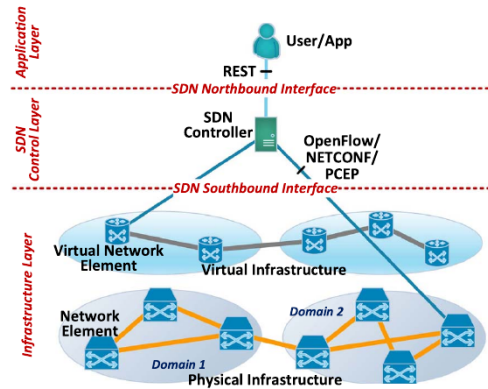 Application Layer
User/App
REST
SDN Northbound Interface
SDN Control Layer
SDN
Controller
OpenFlow/
NETCONF/
PCEP
SDN Southbound Interface
Infrastructure Layer
Virtual Network
Element
Virtual Infrastructure
Network
Element
Domain 2
Domain 1
Physical Infrastructure